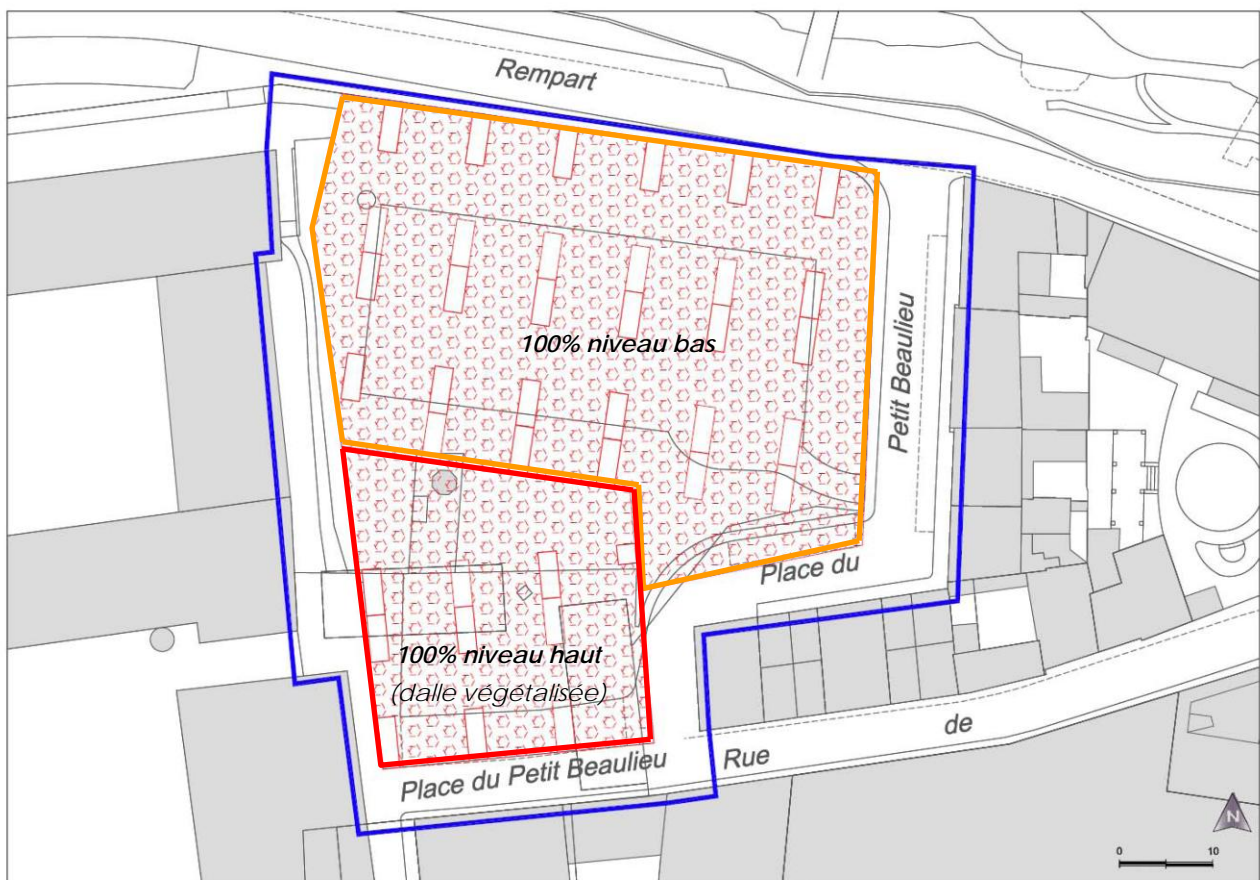 Rempart
100% niveau bas
Petit Beaulieu
Place du
100% niveau haut
(dalle végétalisée)
Place du Petit Beaulieu
Rue
de
N
0
10